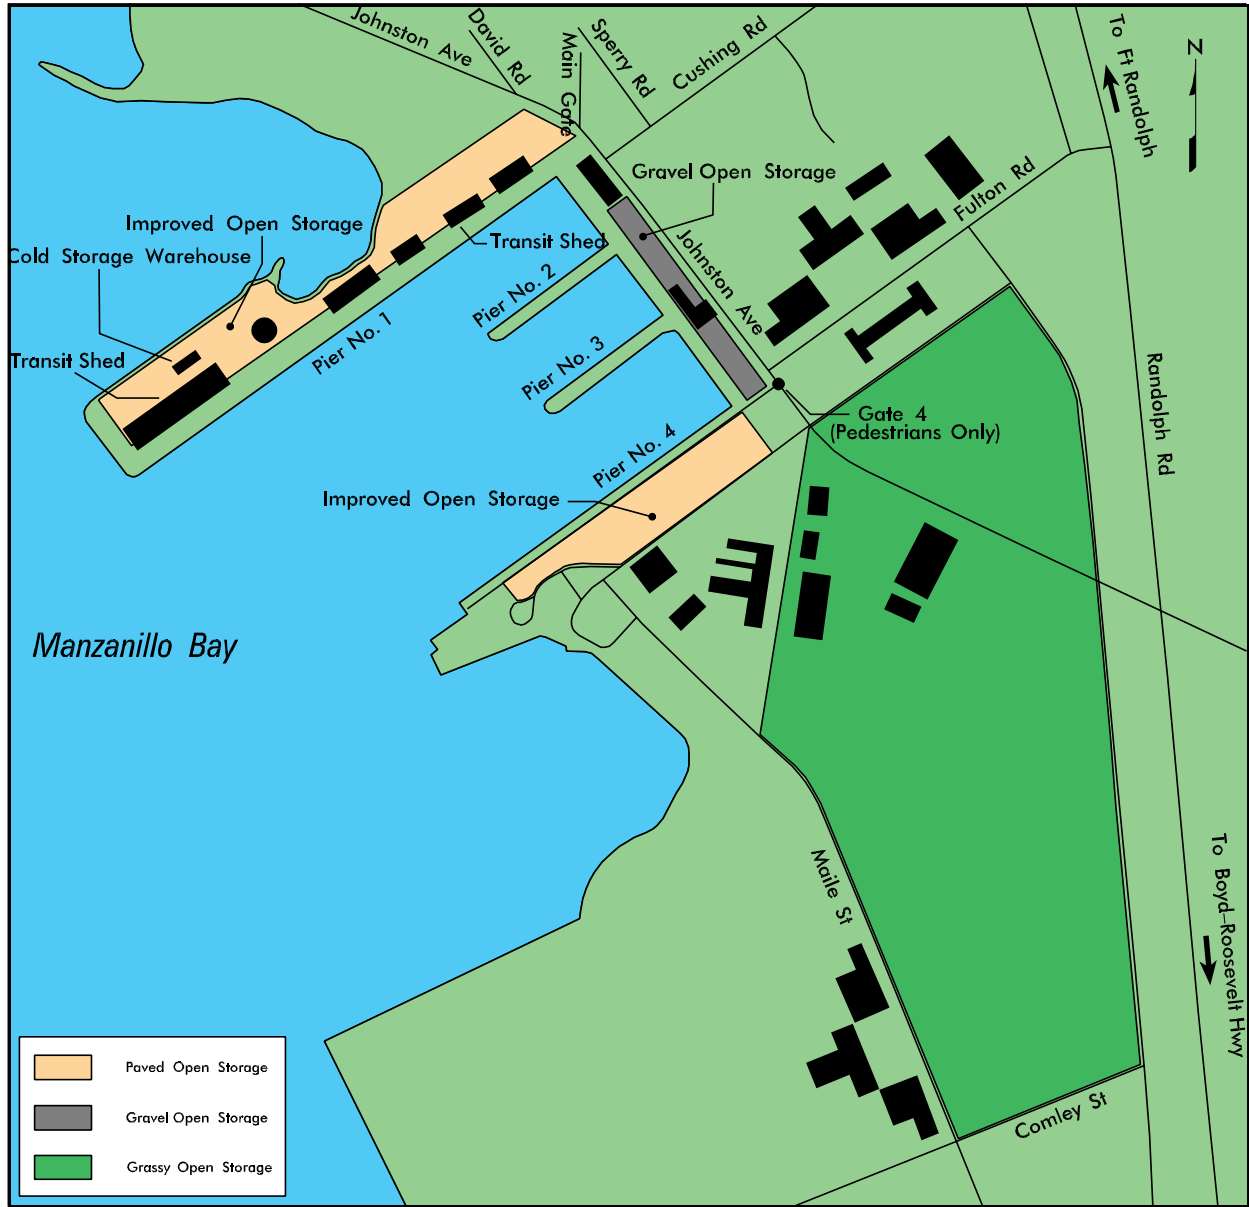 Johnston Ave
David Rd
Main Gate
Sperry Rd
Cushing Rd
To Ft Randolph
N
Gravel Open Storage
Fulton Rd
Improved Open Storage
Cold Storage Warehouse
Transit Shed
Johnston Ave
Pier No. 2
Pier No. 1
Pier No. 3
Transit Shed
Randolph Rd
Gate 4
(Pedestrians Only)
Pier No. 4
Improved Open Storage
Manzanillo Bay
Maile St
To Boyd-Roosevelt Hwy
Comley St
Paved Open Storage
Gravel Open Storage
Grassy Open Storage